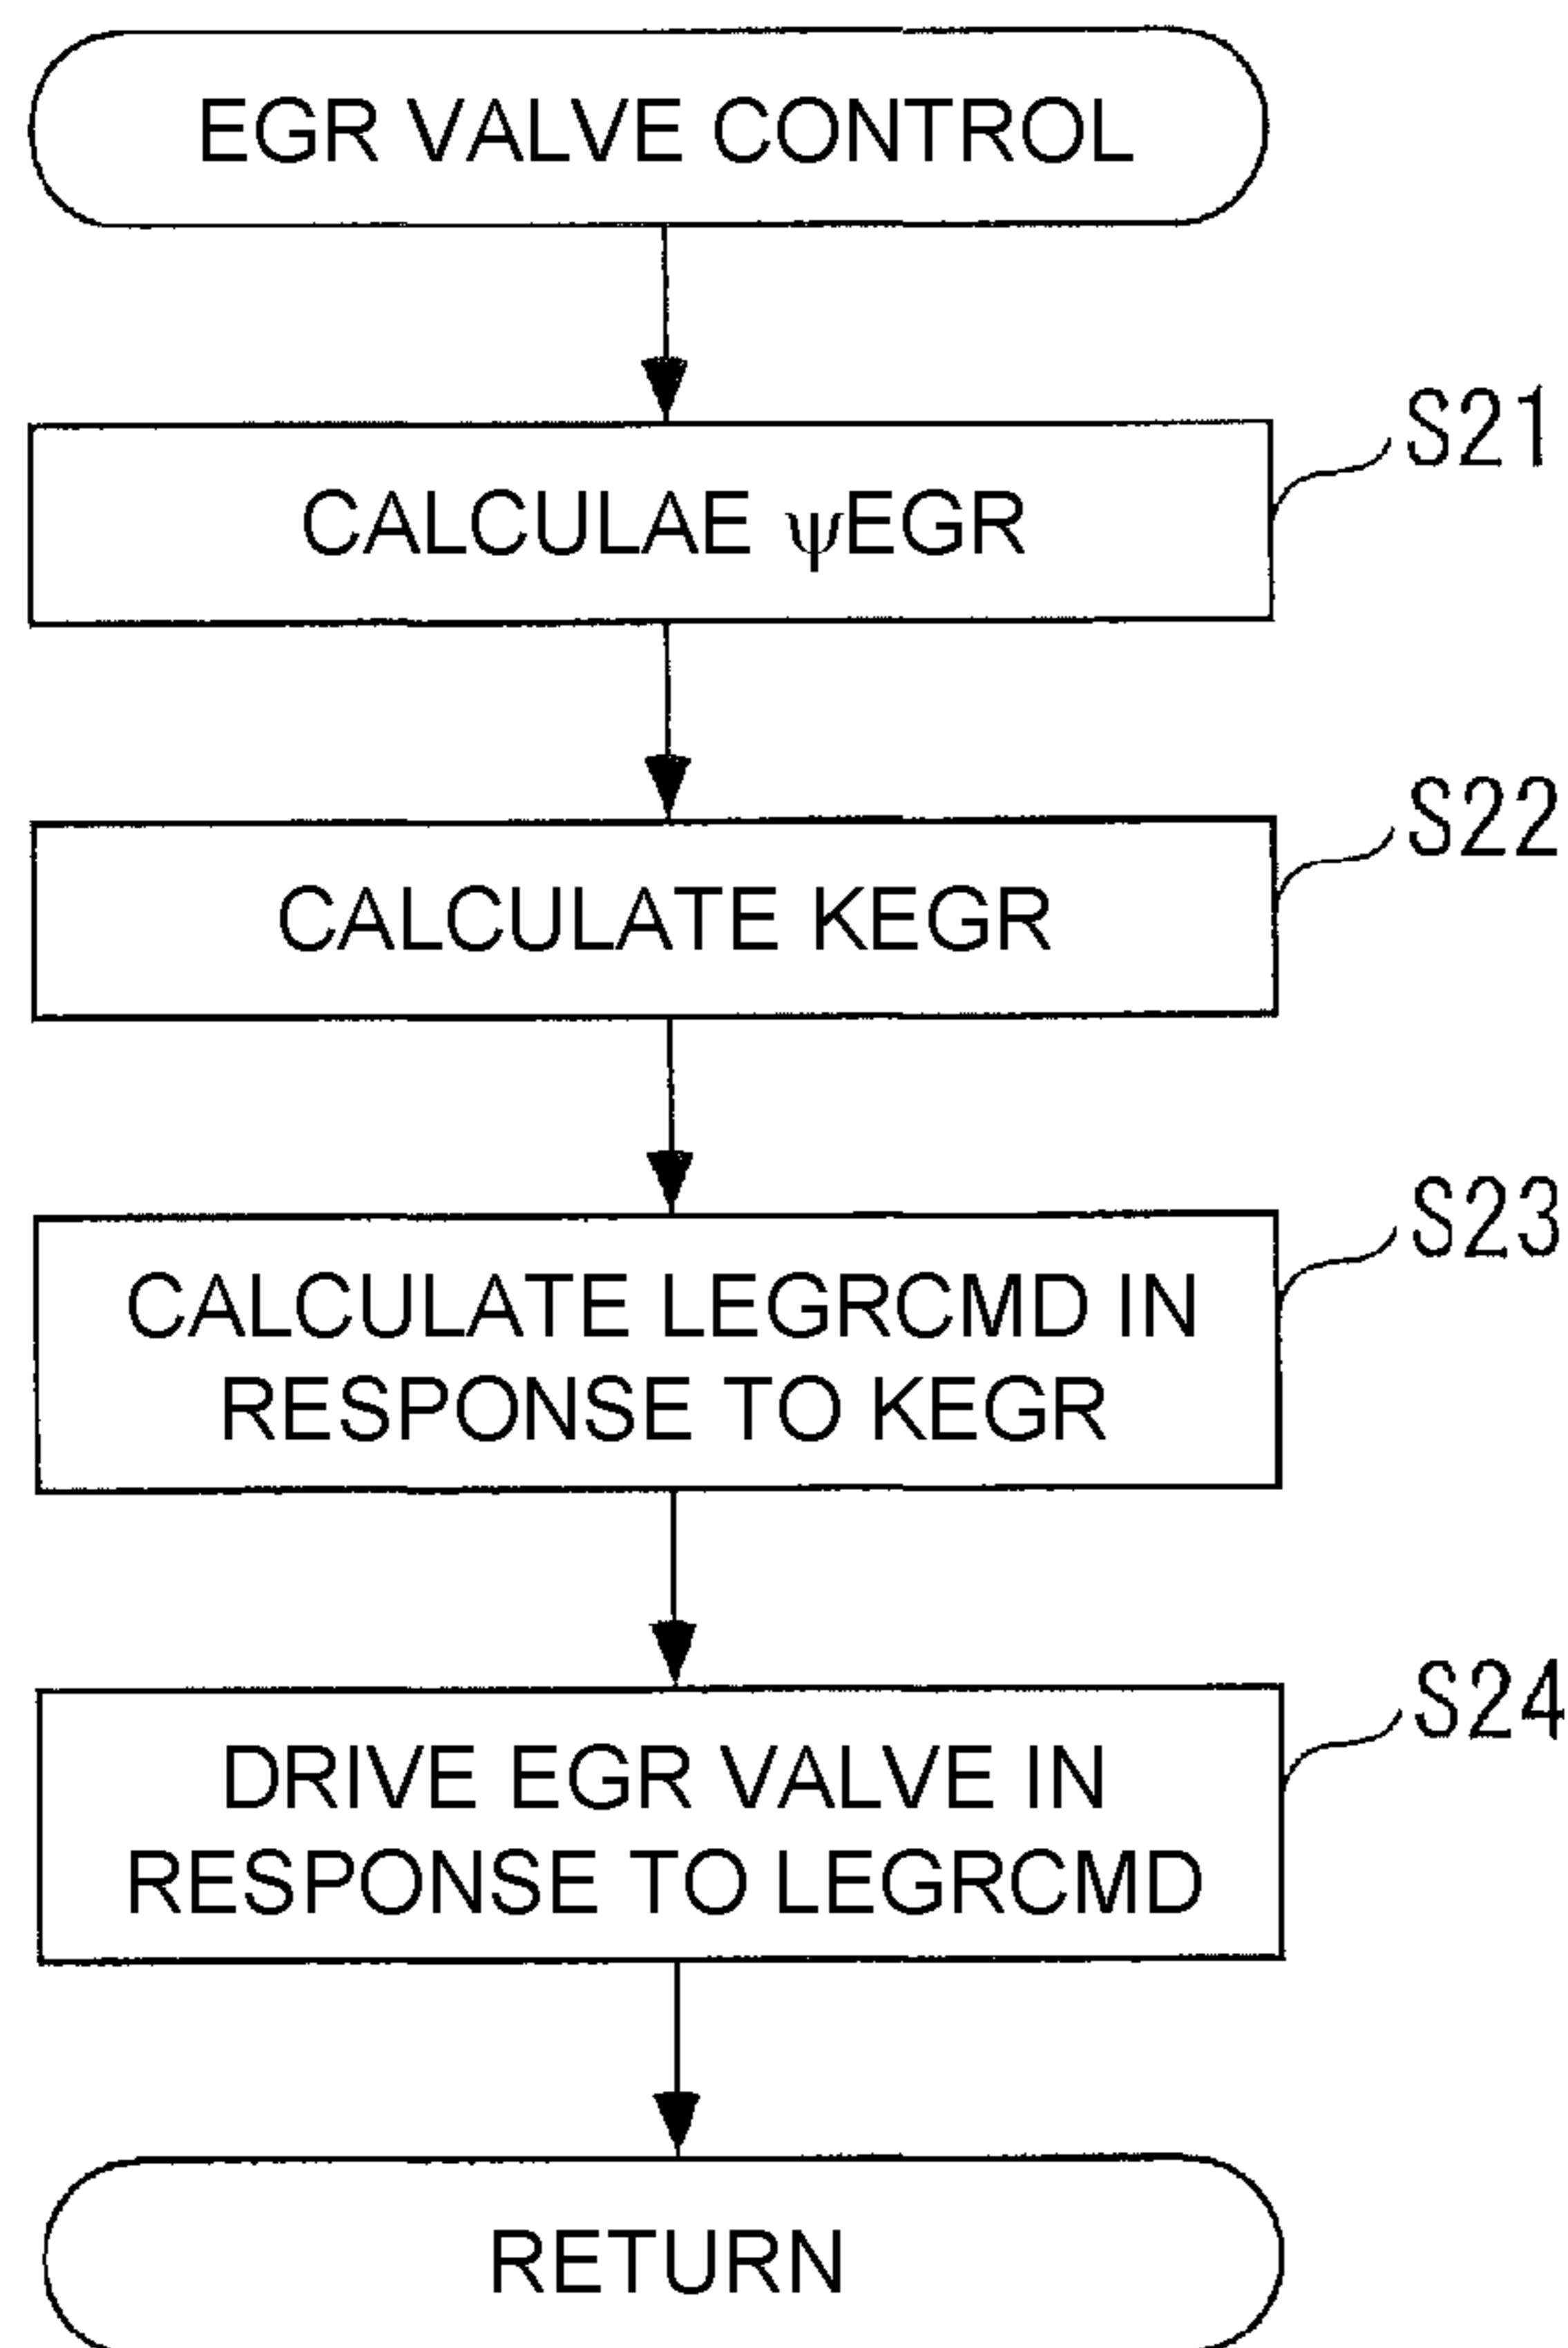 EGR VALVE CONTROL
S21
CALCULAE ψEGR
S22
CALCULATE KEGR
S23
CALCULATE LEGRCMD IN
RESPONSE TO KEGR
S24
DRIVE EGR VALVE IN
RESPONSE TO LEGRCMD
RETURN